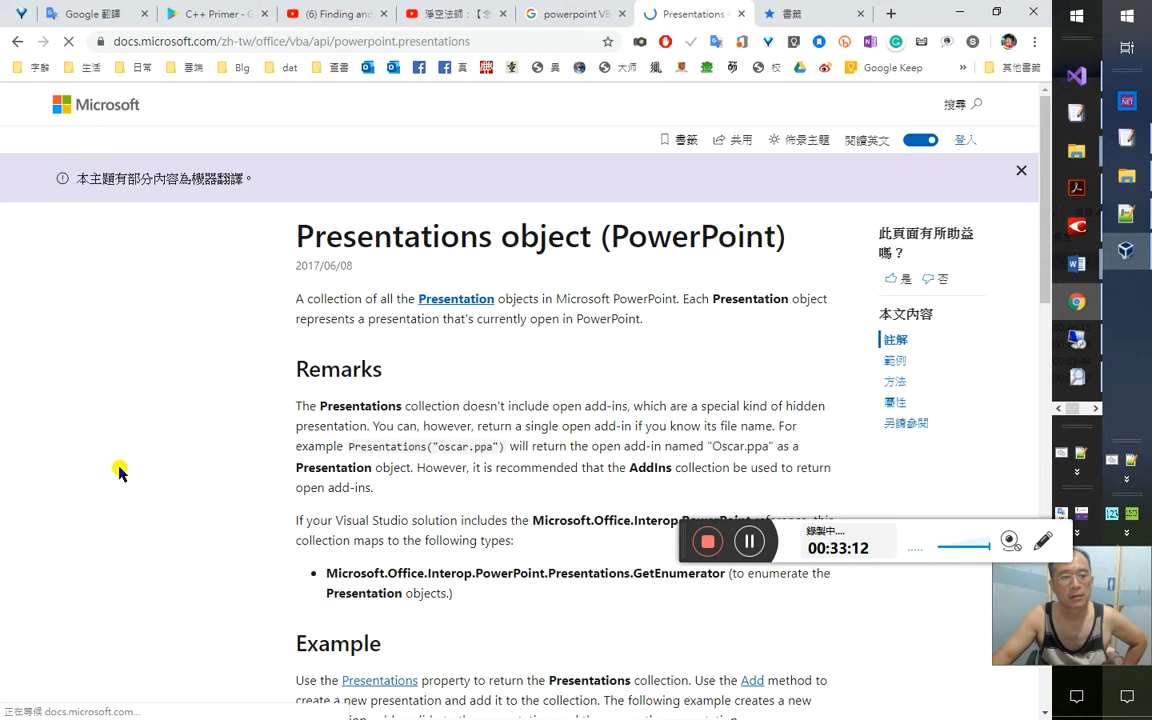 Google 翻譯
C++ Primer - G
(6) Finding and
淨空法師：【念
powerpoint VB
Presentations
書籤
docs.microsoft.com/zh-tw/office/vba/api/powerpoint.presentations
字辭
生活
日常
雲端
Blg
dat
查書
真
異
大师
校
Google Keep
»
其他書籤
Microsoft
搜尋
書籤
共用
佈景主題
閱讀英文
登入
本主題有部分內容為機器翻譯。
Presentations object (PowerPoint)
2017/06/08
A collection of all the Presentation objects in Microsoft PowerPoint. Each Presentation object
represents a presentation that's currently open in PowerPoint.
Remarks
The Presentations collection doesn't include open add-ins, which are a special kind of hidden
presentation. You can, however, return a single open add-in if you know its file name. For
example Presentations("oscar.ppa") will return the open add-in named "Oscar.ppa" as a
Presentation object. However, it is recommended that the AddIns collection be used to return
open add-ins.
If your Visual Studio solution includes the Microsoft.Office.Interop.PowerPoint reference, this
collection maps to the following types:
• Microsoft.Office.Interop.PowerPoint.Presentations.GetEnumerator (to enumerate the
Presentation objects.)
Example
Use the Presentations property to return the Presentations collection. Use the Add method to
create a new presentation and add it to the collection. The following example creates a new
此頁面有所助益
嗎？
是
否
本文內容
註解
範例
方法
屬性
另請參閱
錄製中....
00:33:12
正在等候 docs.microsoft.com...